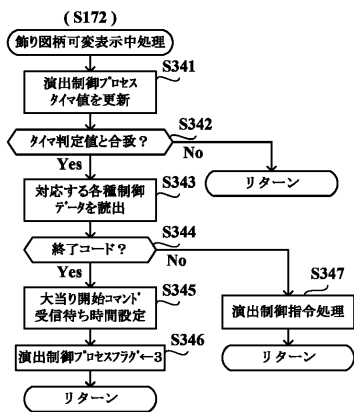 (S172)
飾り図柄可変表示中処理
S341
演出制御プロセス
タイマ値を更新
S342
タイマ判定値と合致?
Yes
No
S343
対応する各種制御
データを読出
リターン
S344
終了コード?
Yes
No
S345
大当り開始コマンド
受信待ち時間設定
S347
演出制御指令処理
S346
演出制御プロセスフラグ←3
リターン
リターン